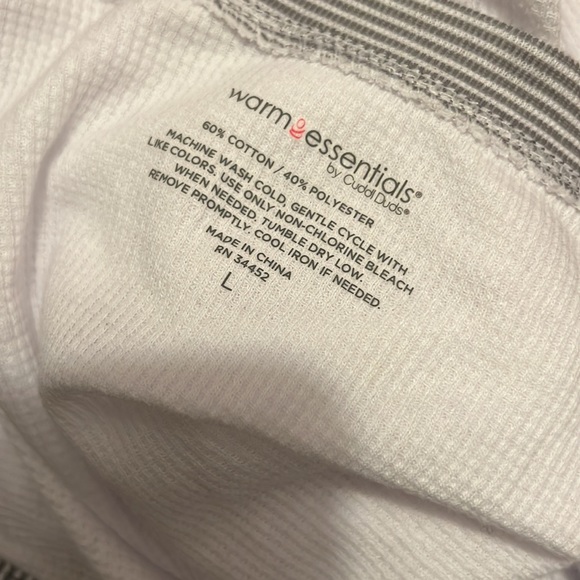 warm essentials®
by Cuddl Duds®
60% COTTON / 40% POLYESTER
MACHINE WASH COLD, GENTLE CYCLE WITH
LIKE COLORS. USE ONLY NON-CHLORINE BLEACH
WHEN NEEDED. TUMBLE DRY LOW.
REMOVE PROMPTLY. COOL IRON IF NEEDED.
MADE IN CHINA
RN 34452
L